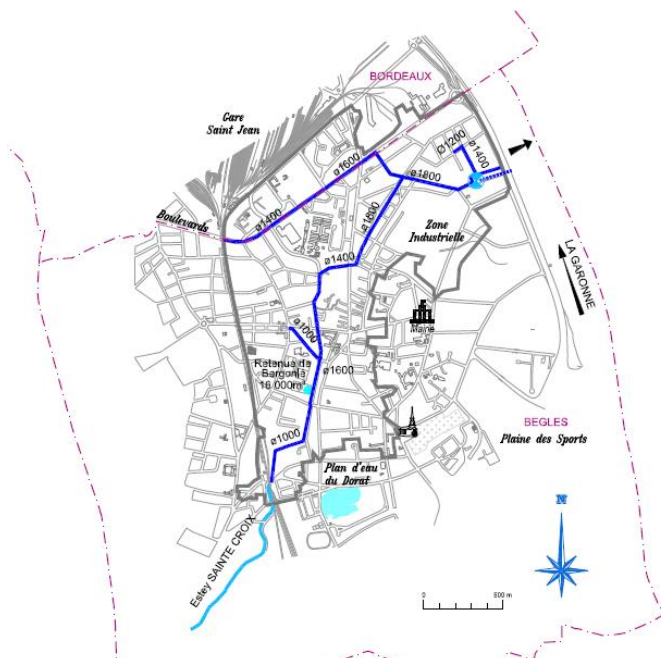 BORDEAUX
Gare
Saint Jean
ø1200
ø1400
ø1600
ø1800
Boulevards
ø1400
ø1800
Zone
Industrielle
LA GARONNE
ø1400
Mairie
ø1000
Retenue de
16 000m³
ø1600
BEGLES
Plaine des Sports
ø1000
Plan d'eau
du Dorat
N
Estey SAINTE CROIX
0
500 m